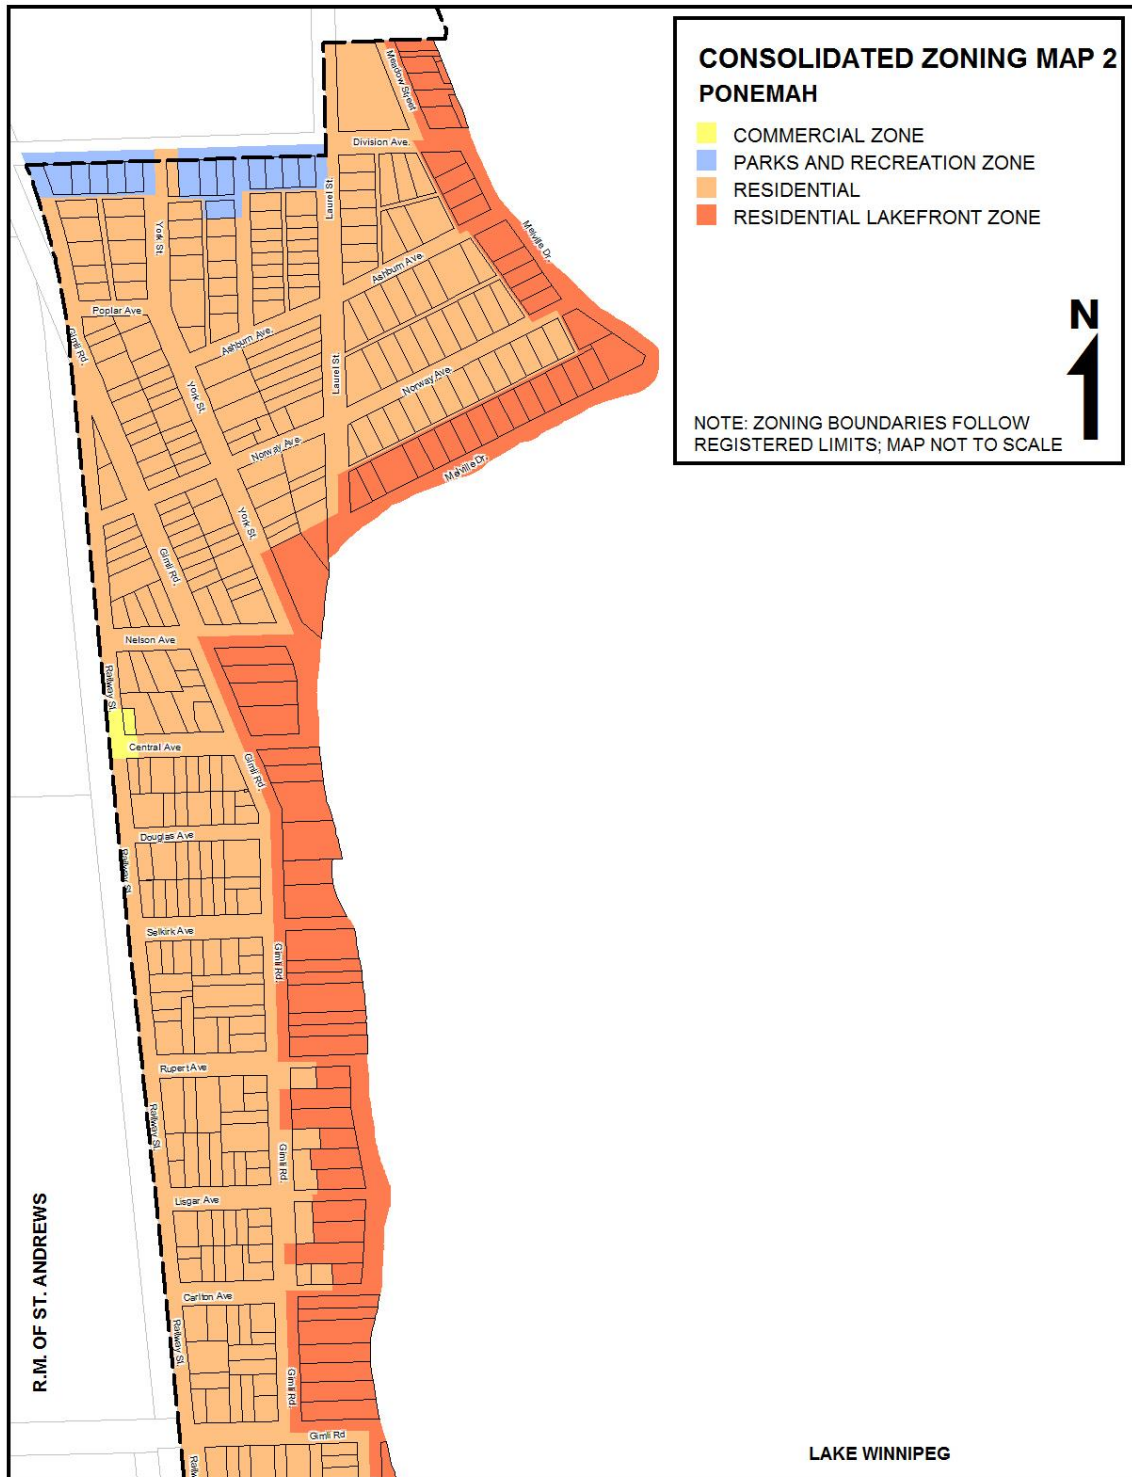 CONSOLIDATED ZONING MAP 2
PONEMAH
COMMERCIAL ZONE
PARKS AND RECREATION ZONE
RESIDENTIAL
RESIDENTIAL LAKEFRONT ZONE
N
NOTE: ZONING BOUNDARIES FOLLOW
REGISTERED LIMITS; MAP NOT TO SCALE
Meadow Street
Division Ave.
Laurel St.
York St.
Melville Dr.
Ashburn Ave.
Poplar Ave
Gimli Rd.
Ashburn Ave.
Laurel St.
Norway Ave.
York St.
Norway Ave.
Melville Dr.
York St.
Gimli Rd.
Nelson Ave
Railway St.
Central Ave
Gimli Rd.
Douglas Ave
Railway St.
Selkirk Ave
Gimli Rd.
Rupert Ave
Railway St.
Gimli Rd.
Lisgar Ave
R.M. OF ST. ANDREWS
Carlton Ave
Railway St.
Gimli Rd.
Gimli Rd
LAKE WINNIPEG